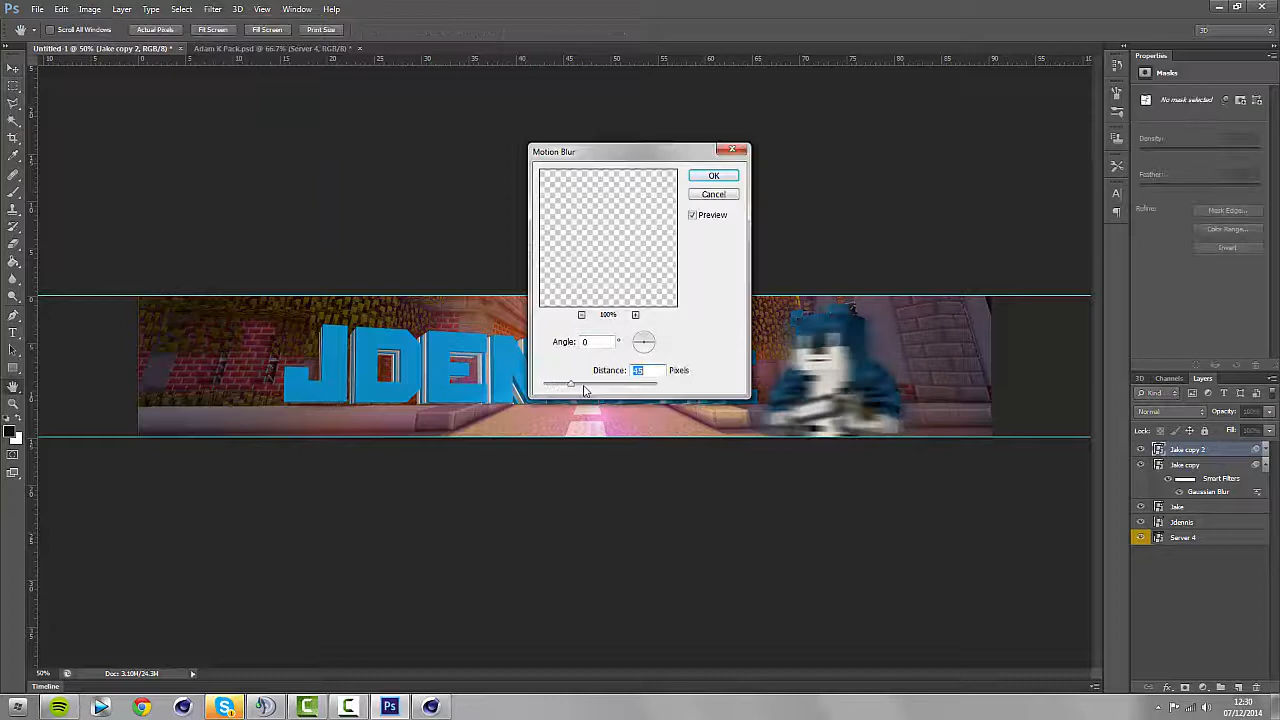 Ps File Edit Image Layer Type Select Filter 3D View Window Help
Scroll All Windows Actual Pixels Fit Screen Fill Screen Print Size 3D
Untitled-1 @ 50% (Jake copy 2, RGB/8) * Adam K Pack.psd @ 66.7% (Server 4, RGB/8) *
Properties
Masks
No mask selected
Density:
Feather:
Refine: Mask Edge...
Color Range...
Invert
Motion Blur
OK
Cancel
Preview
100%
Angle: 0 °
Distance: 45 Pixels
JDEN
3D Channels Layers
Kind
Normal Opacity: 100%
Lock: Fill: 100%
Jake copy 2
Jake copy
Smart Filters
Gaussian Blur
Jake
Jdennis
Server 4
50% Doc: 3.10M/24.3M
Timeline
12:30
07/12/2014